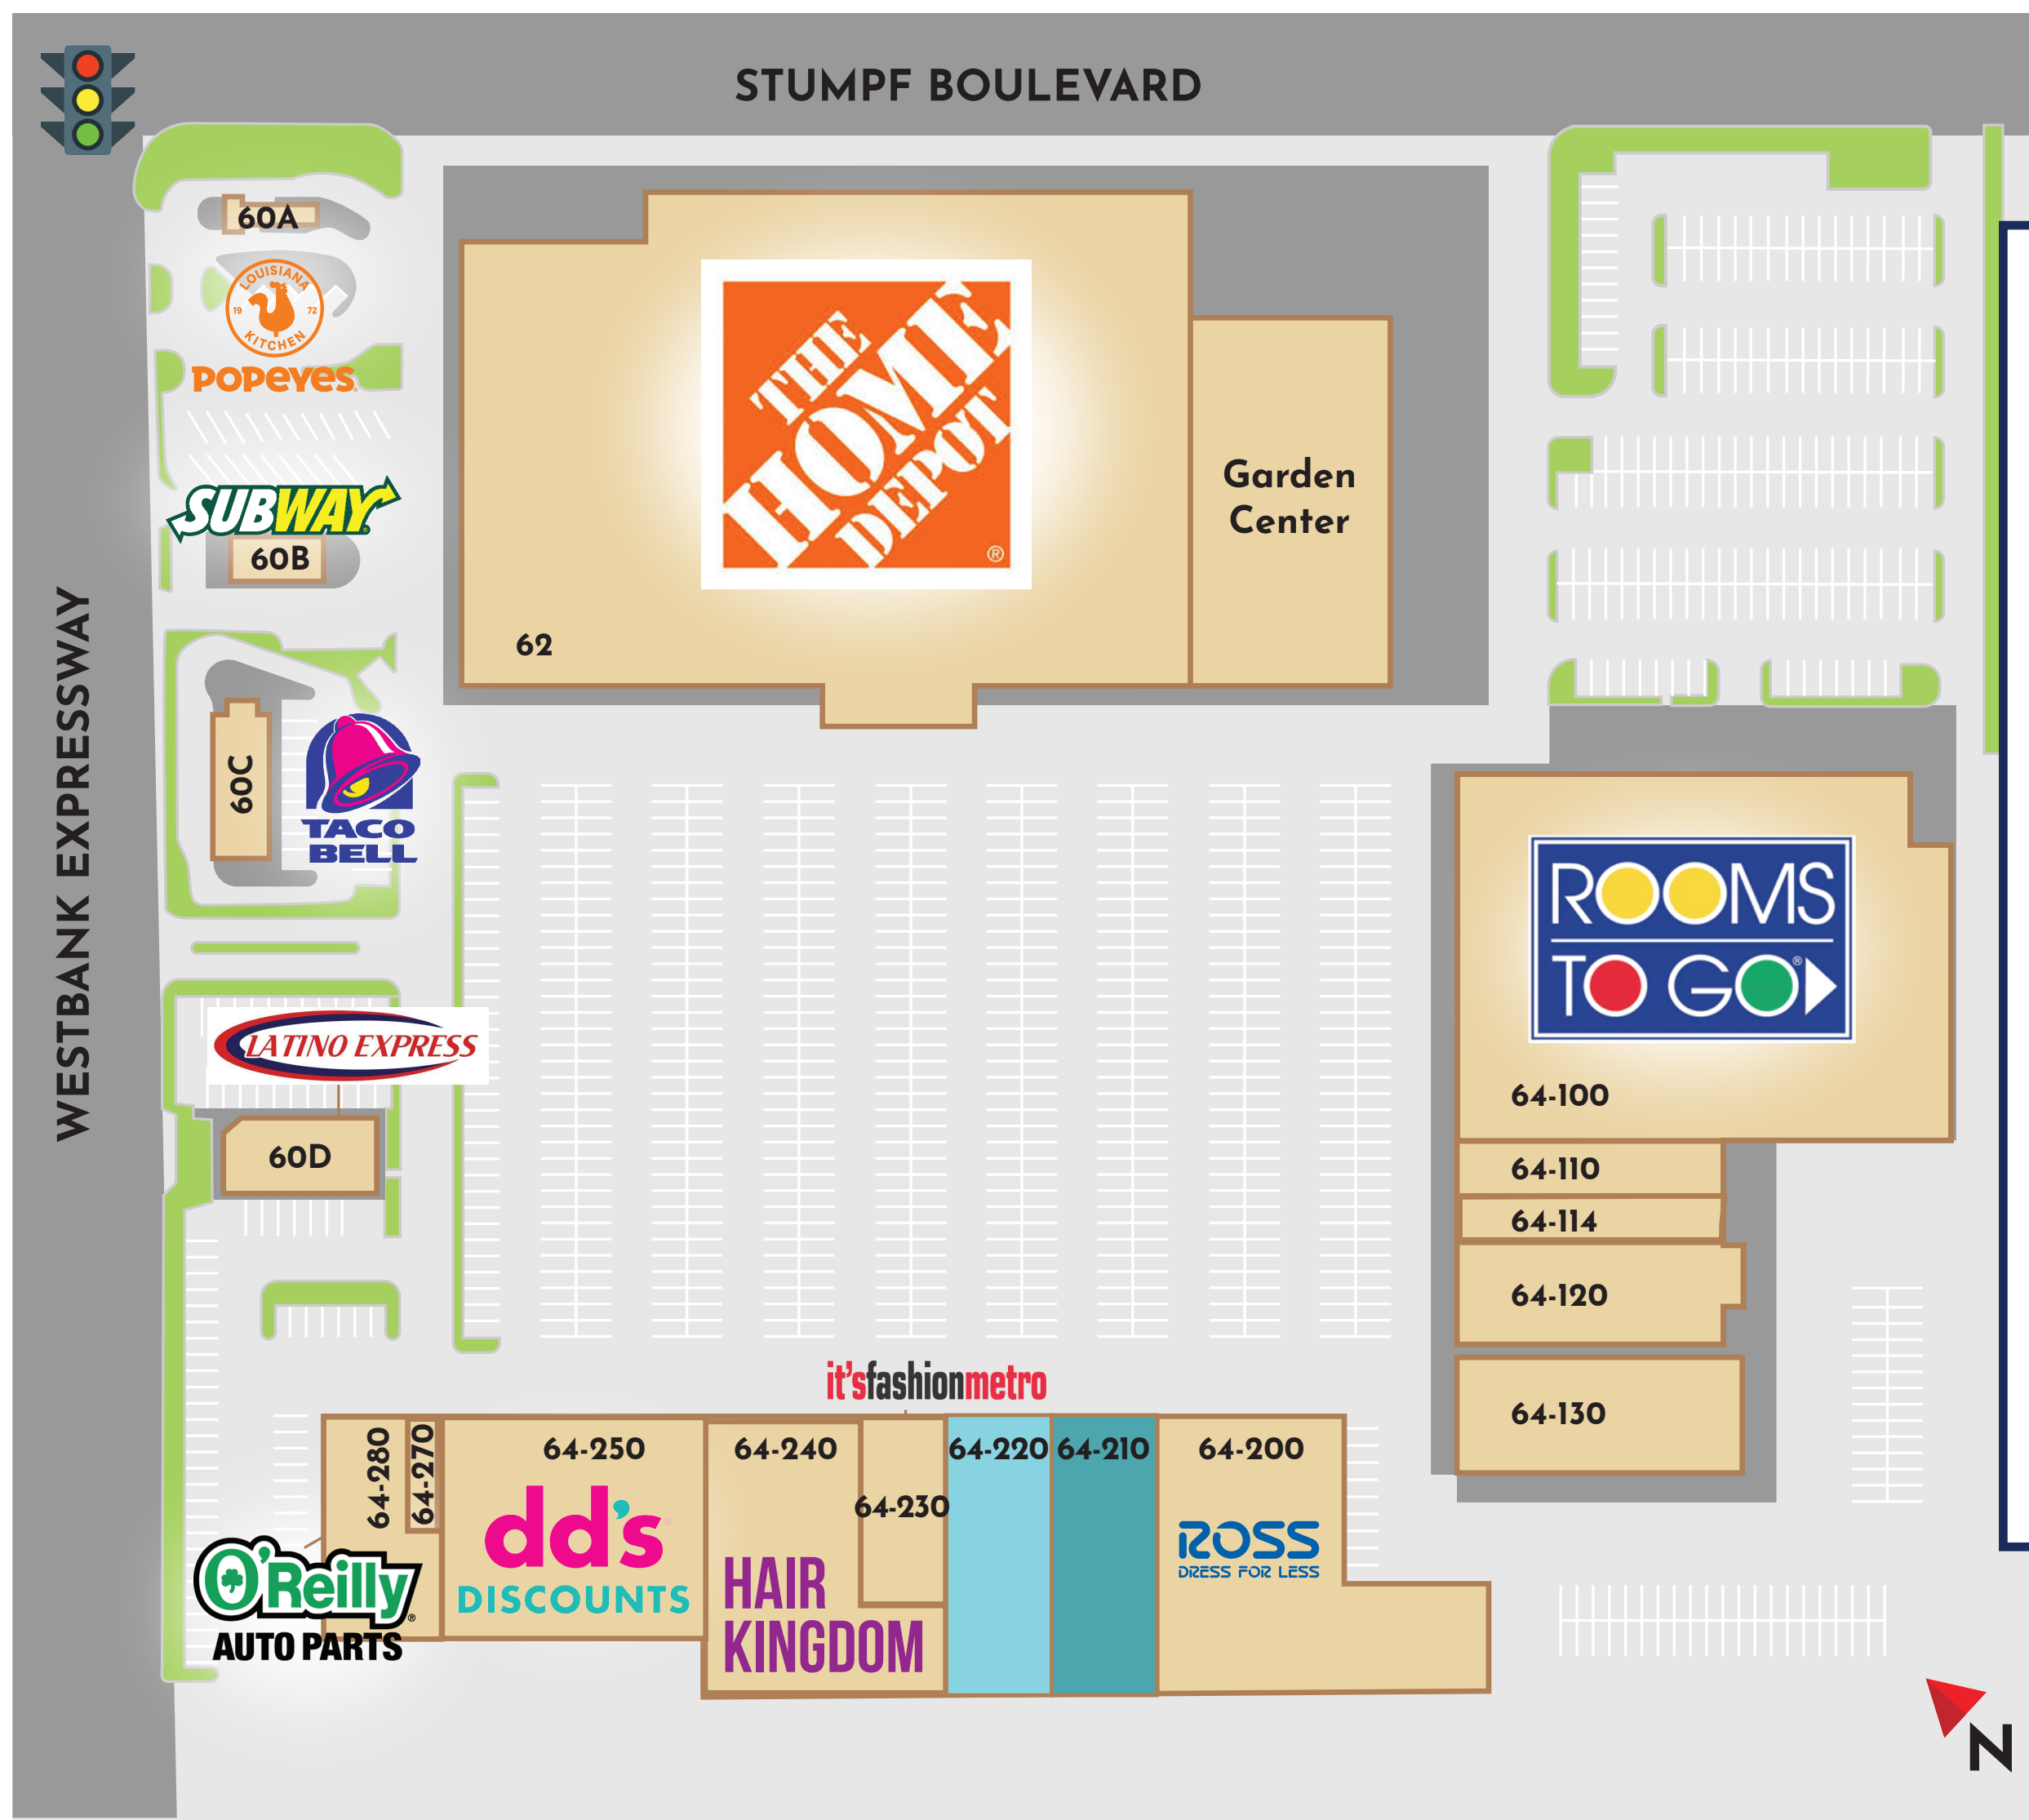 STUMPF BOULEVARD
WESTBANK EXPRESSWAY
60A
LOUISIANA
19 72
KITCHEN
POPEYES
SUBWAY
60B
60C
TACO
BELL
LATINO EXPRESS
60D
THE
HOME
DEPOT
®
62
Garden
Center
ROOMS
TO GO®
64-100
64-110
64-114
64-120
64-130
it'sfashionmetro
64-280
64-270
64-250
64-240
64-230
64-220
64-210
64-200
O'Reilly®
AUTO PARTS
dd's
DISCOUNTS
HAIR
KINGDOM
ROSS
DRESS FOR LESS
N